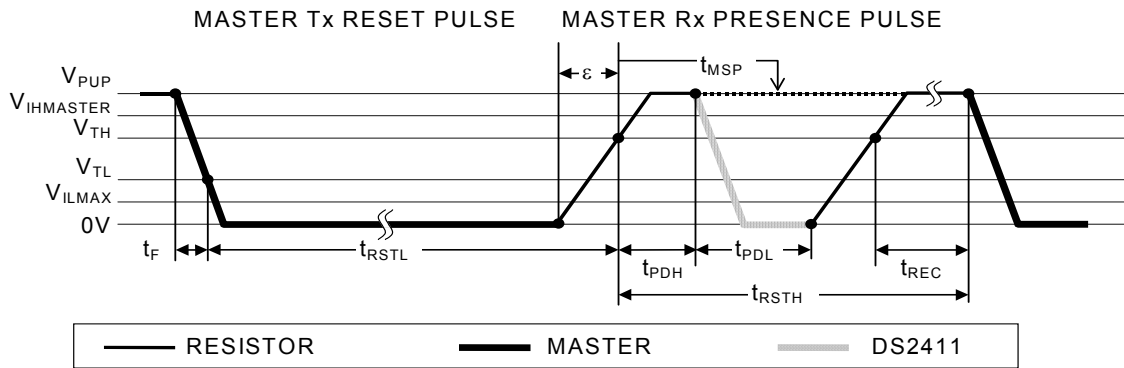 MASTER Tx RESET PULSE MASTER Rx PRESENCE PULSE
ε tMSP
VPUP
VIHMASTER
VTH
VTL
VILMAX
0V
tF tRSTL tPDH tPDL tREC
tRSTH
RESISTOR MASTER DS2411